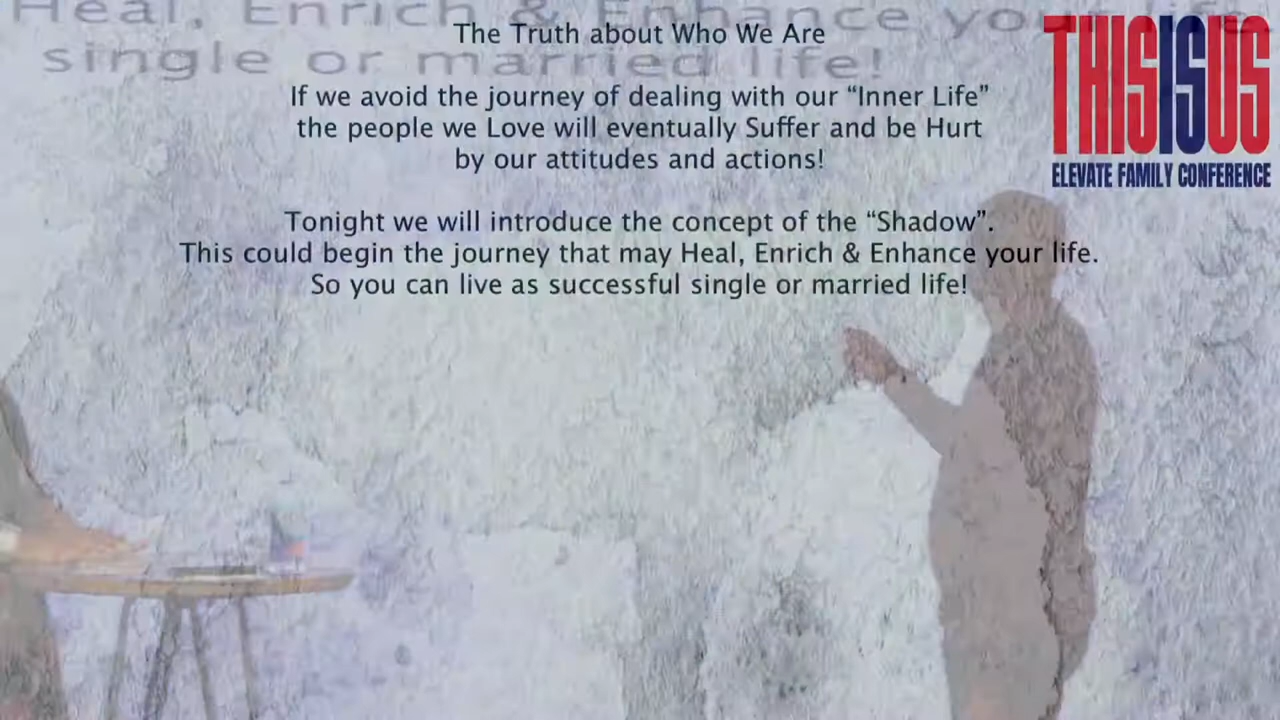 Heal, Enrich & Enhance your life.
single or married life!
The Truth about Who We Are
If we avoid the journey of dealing with our “Inner Life”
the people we Love will eventually Suffer and be Hurt
by our attitudes and actions!
Tonight we will introduce the concept of the “Shadow”.
This could begin the journey that may Heal, Enrich & Enhance your life.
So you can live as successful single or married life!
THISISUS
ELEVATE FAMILY CONFERENCE